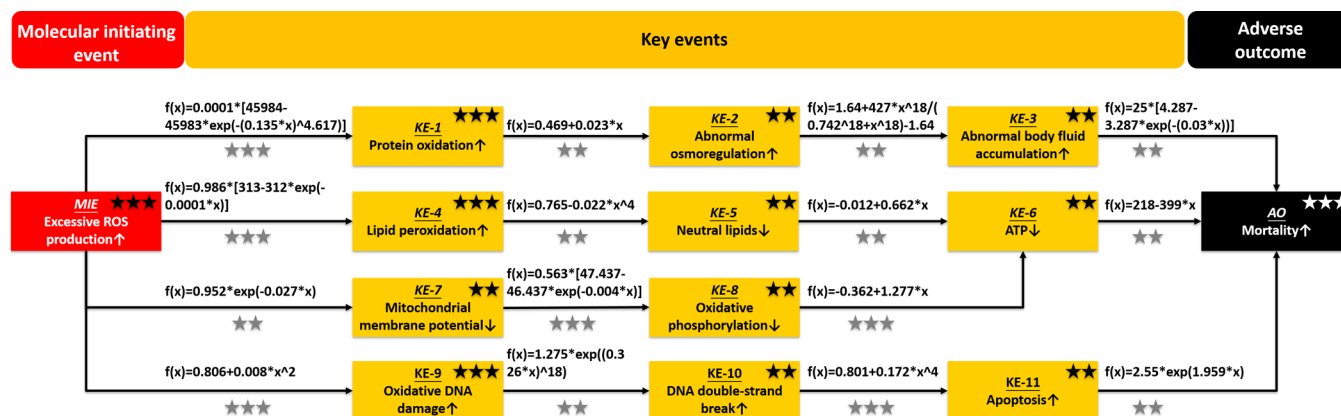 Molecular initiating
event
Key events
Adverse
outcome
f(x)=0.0001*[45984-
45983*exp(-(0.135*x)^4.617)]
KE-1
Protein oxidation↑
f(x)=0.469+0.023*x
KE-2
Abnormal
osmoregulation↑
f(x)=1.64+427*x^18/(
0.742^18+x^18)-1.64
KE-3
Abnormal body fluid
accumulation↑
f(x)=25*[4.287-
3.287*exp(-(0.03*x))]
MIE
Excessive ROS
production↑
f(x)=0.986*[313-312*exp(-
0.0001*x)]
KE-4
Lipid peroxidation↑
f(x)=0.765-0.022*x^4
KE-5
Neutral lipids↓
f(x)=-0.012+0.662*x
KE-6
ATP↓
f(x)=218-399*x
AO
Mortality↑
f(x)=0.952*exp(-0.027*x)
KE-7
Mitochondrial
membrane potential↓
f(x)=0.563*[47.437-
46.437*exp(-0.004*x)]
KE-8
Oxidative
phosphorylation↓
f(x)=-0.362+1.277*x
f(x)=0.806+0.008*x^2
KE-9
Oxidative DNA
damage↑
f(x)=1.275*exp((0.3
26*x)^18)
KE-10
DNA double-strand
break↑
f(x)=0.801+0.172*x^4
KE-11
Apoptosis↑
f(x)=2.55*exp(1.959*x)